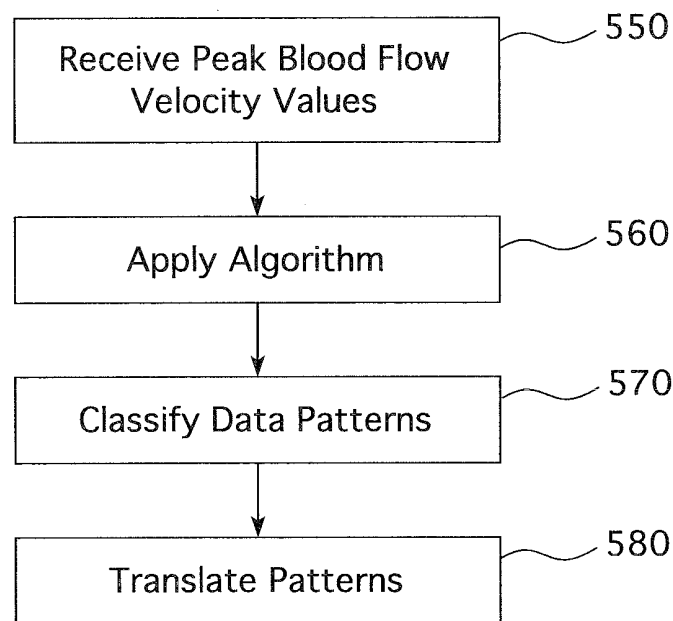 Receive Peak Blood Flow
Velocity Values
550
Apply Algorithm
560
Classify Data Patterns
570
Translate Patterns
580